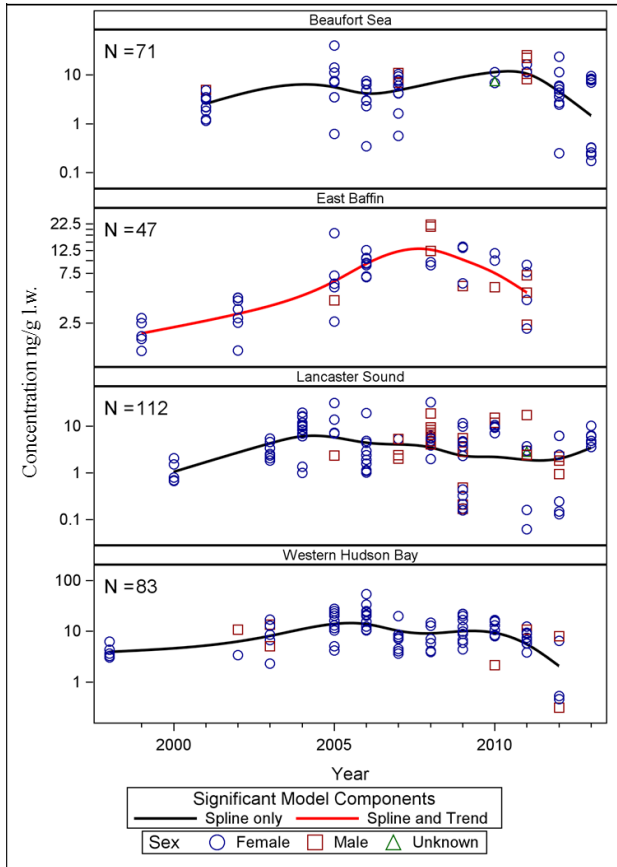 Beaufort Sea
N =71
10
1
0.1
East Baffin
N =47
22.5
12.5
7.5
2.5
Lancaster Sound
N =112
10
1
0.1
Western Hudson Bay
N =83
100
10
1
Concentration ng/g l.w.
2000 2005 2010
Year
Significant Model Components
Spline only Spline and Trend
Sex Female Male Unknown